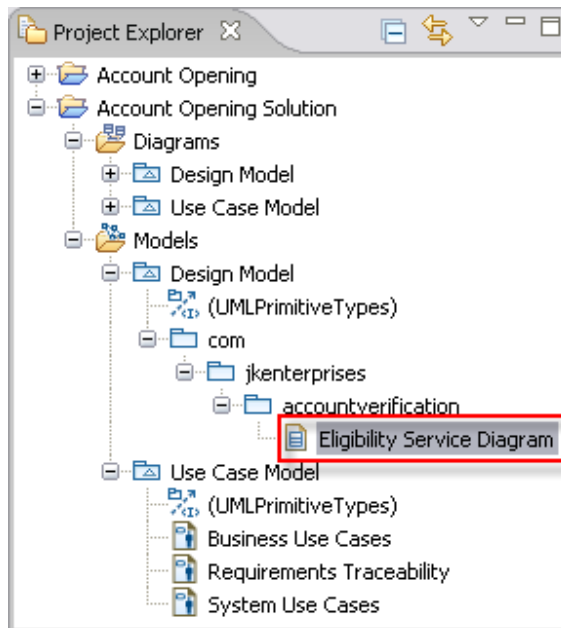 Project Explorer
Account Opening
Account Opening Solution
Diagrams
Design Model
Use Case Model
Models
Design Model
(UMLPrimitiveTypes)
com
jkenterprises
accountverification
Eligibility Service Diagram
Use Case Model
(UMLPrimitiveTypes)
Business Use Cases
Requirements Traceability
System Use Cases